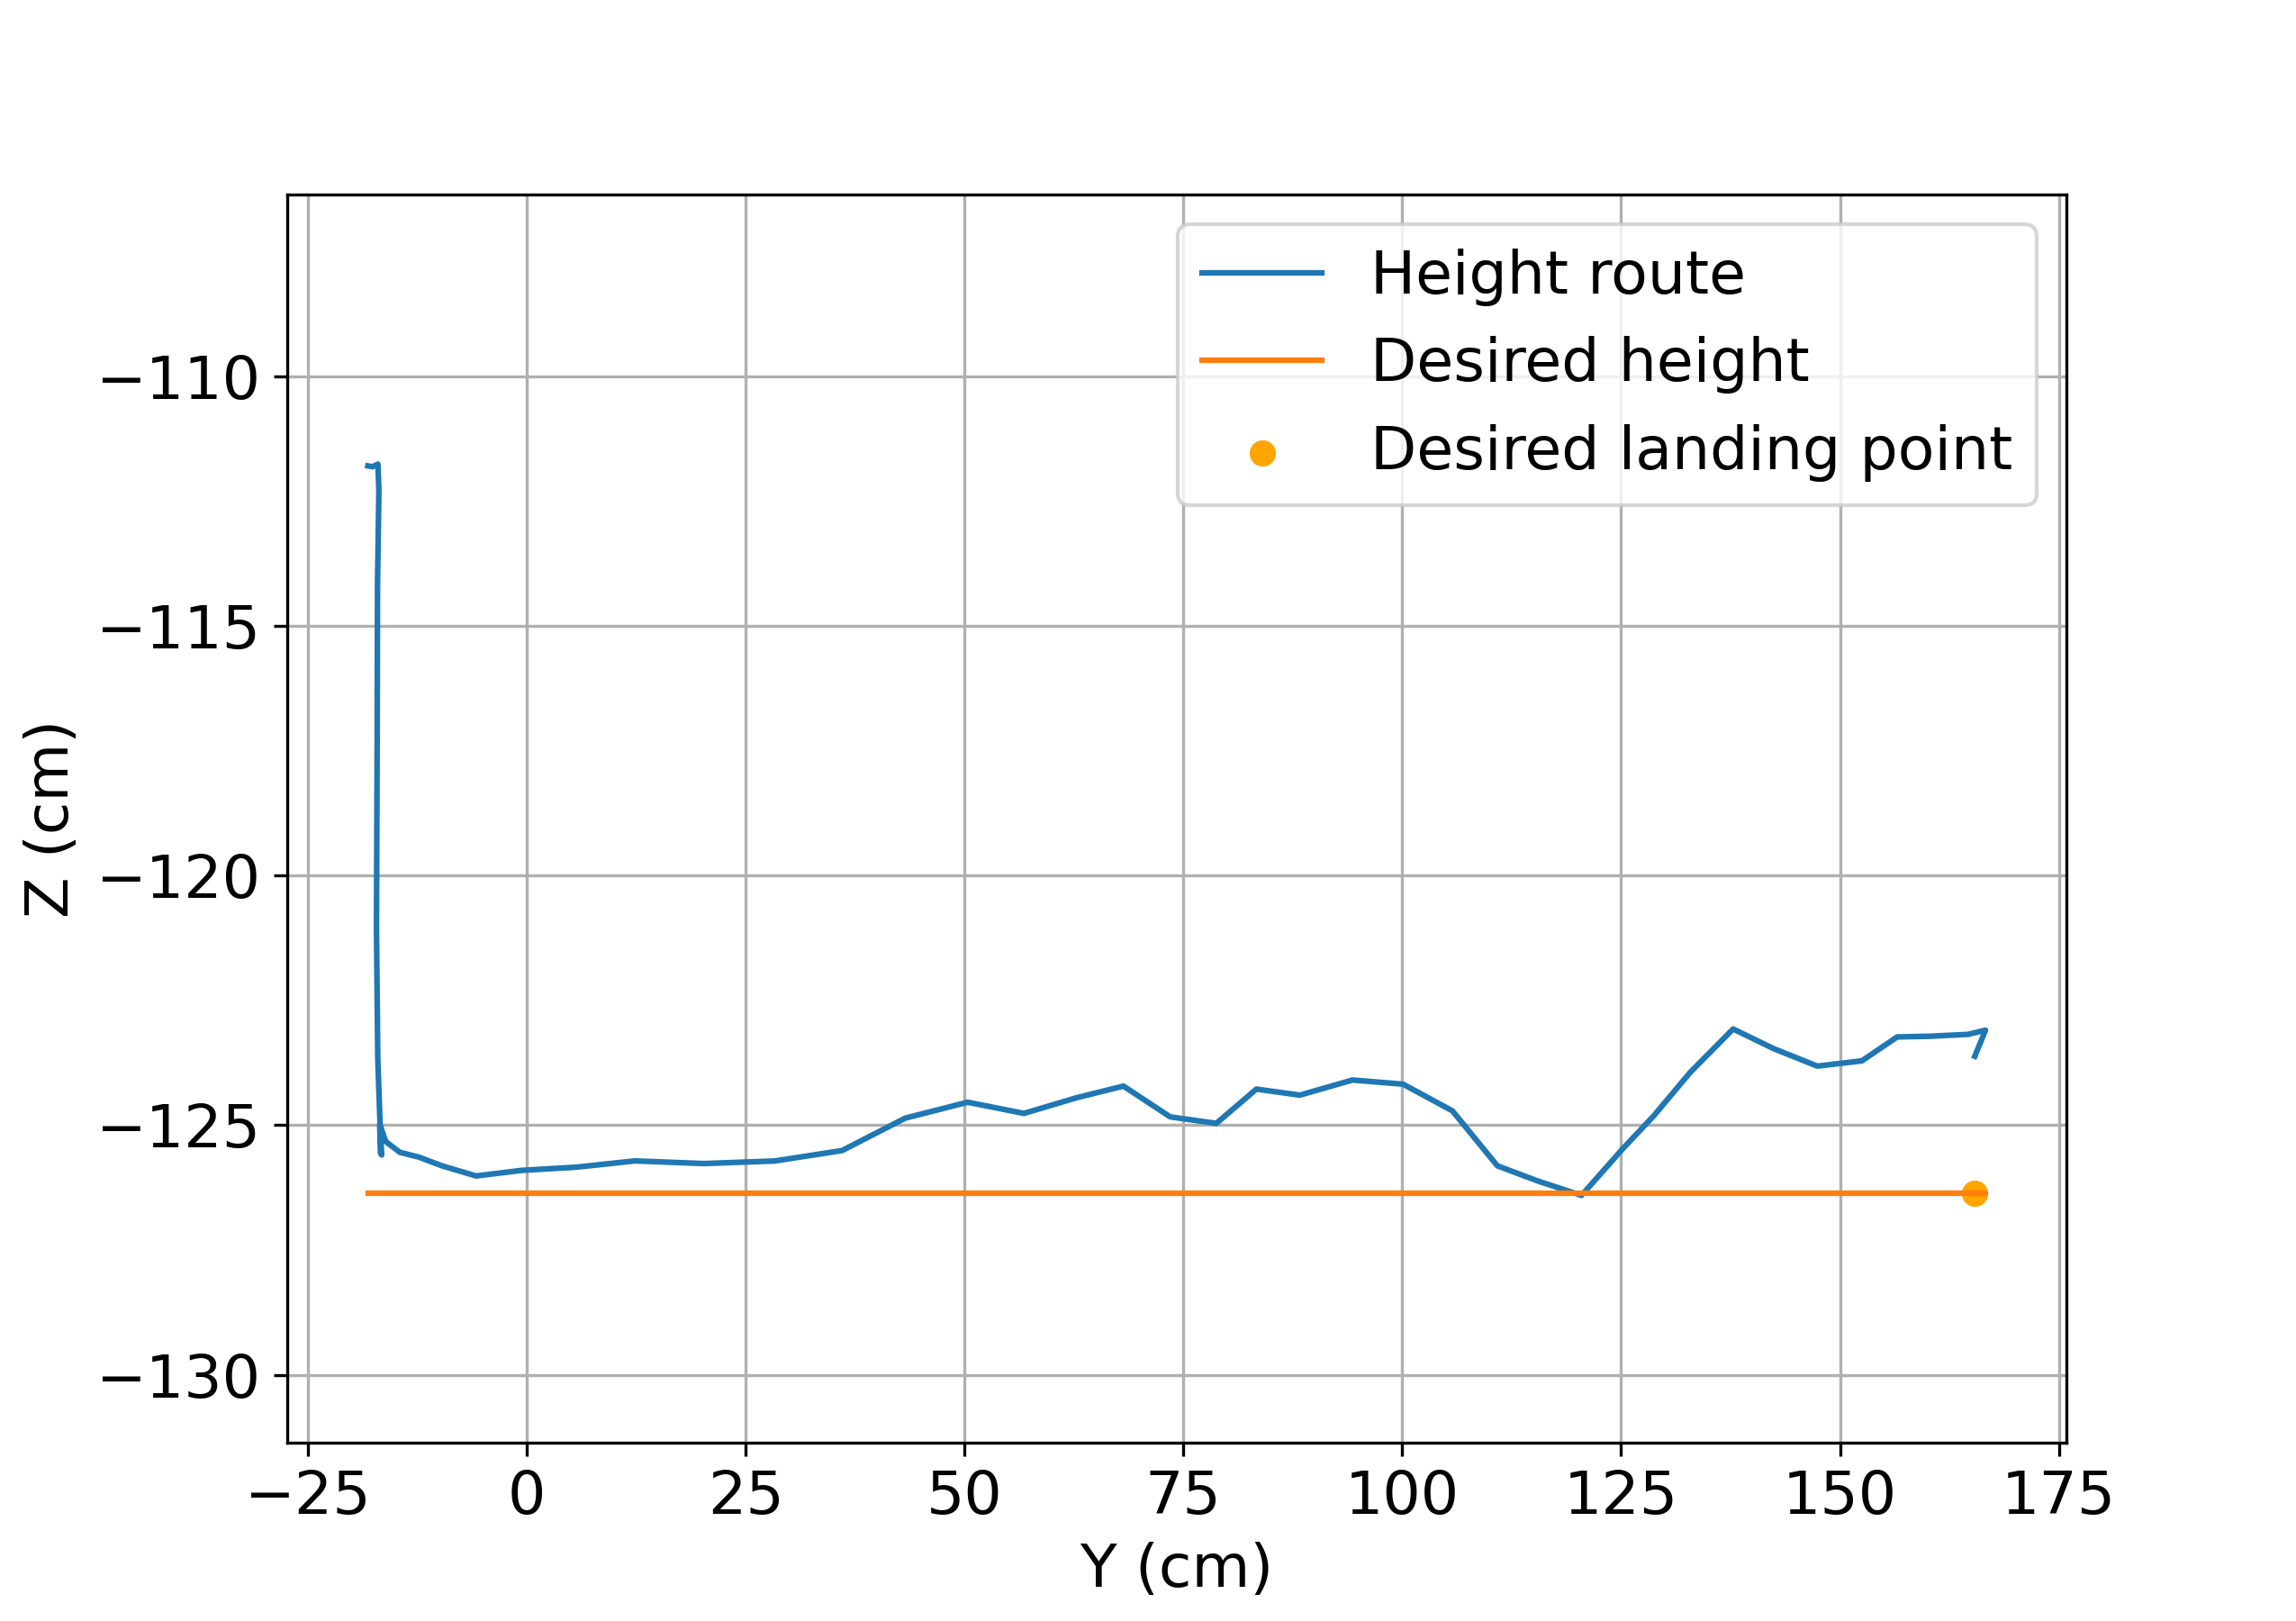 Height route
Desired height
Desired landing point
−110
−115
−120
−125
−130
Z (cm)
−25 0 25 50 75 100 125 150 175
Y (cm)